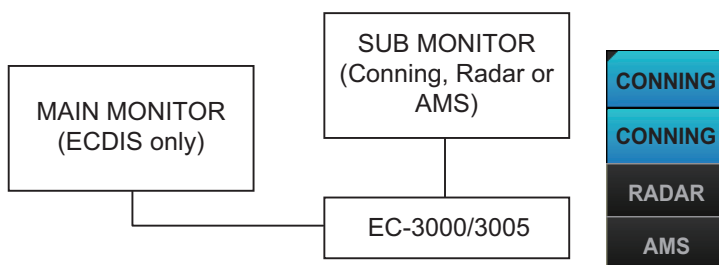 MAIN MONITOR
(ECDIS only)
SUB MONITOR
(Conning, Radar or
AMS)
EC-3000/3005
CONNING
CONNING
RADAR
AMS